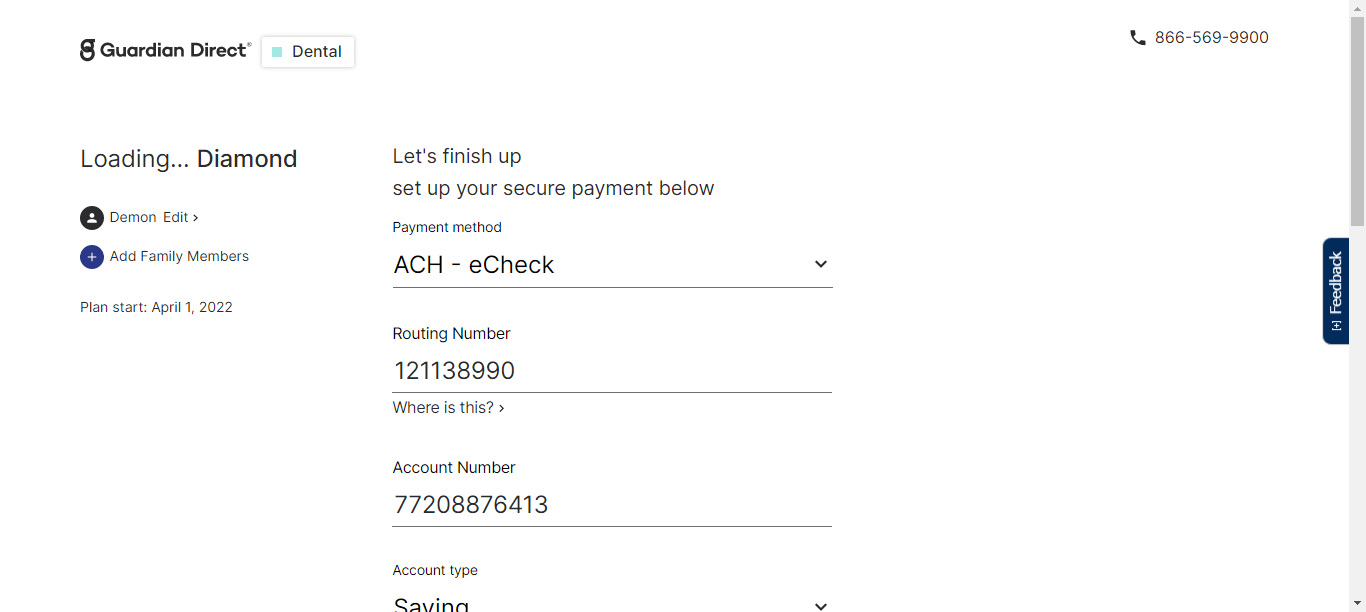 Guardian Direct®
Dental
866-569-9900
Loading... Diamond
Demon Edit >
Add Family Members
Plan start: April 1, 2022
Let's finish up
set up your secure payment below
Payment method
ACH - eCheck
Routing Number
121138990
Where is this? >
Account Number
77208876413
Account type
Saving
[+] Feedback